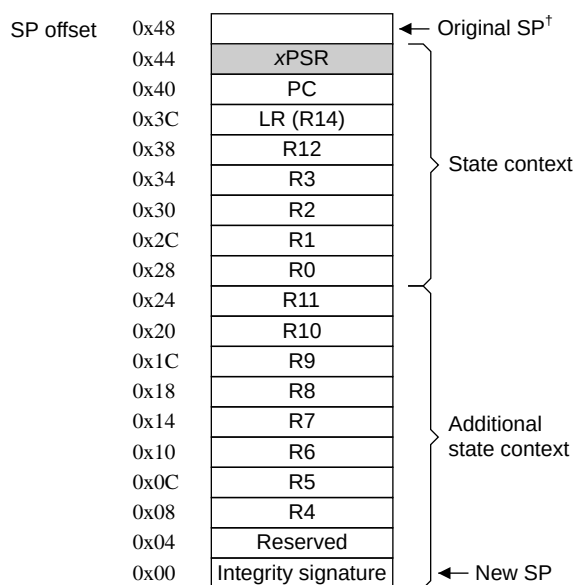 SP offset 0x48 Original SP†
0x44 xPSR
0x40 PC
0x3C LR (R14)
0x38 R12
0x34 R3 State context
0x30 R2
0x2C R1
0x28 R0
0x24 R11
0x20 R10
0x1C R9
0x18 R8
0x14 R7 Additional
0x10 R6 state context
0x0C R5
0x08 R4
0x04 Reserved
0x00 Integrity signature New SP